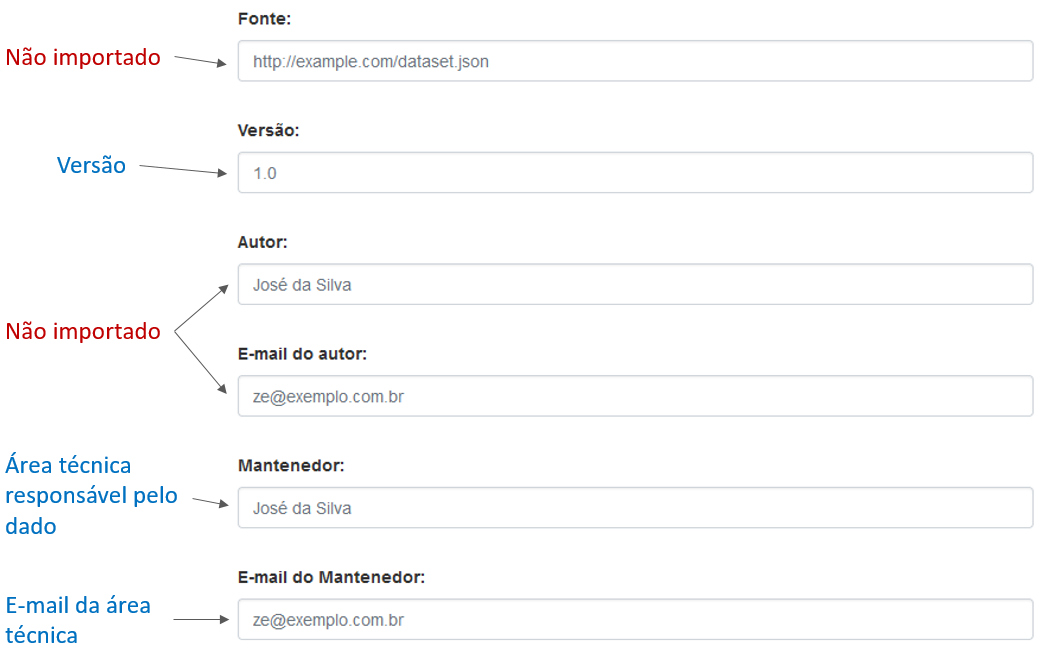 Fonte:
Não importado
http://example.com/dataset.json
Versão:
Versão
1.0
Autor:
José da Silva
Não importado
E-mail do autor:
ze@exemplo.com.br
Mantenedor:
Área técnica
responsável pelo
dado
José da Silva
E-mail do Mantenedor:
E-mail da área
técnica
ze@exemplo.com.br